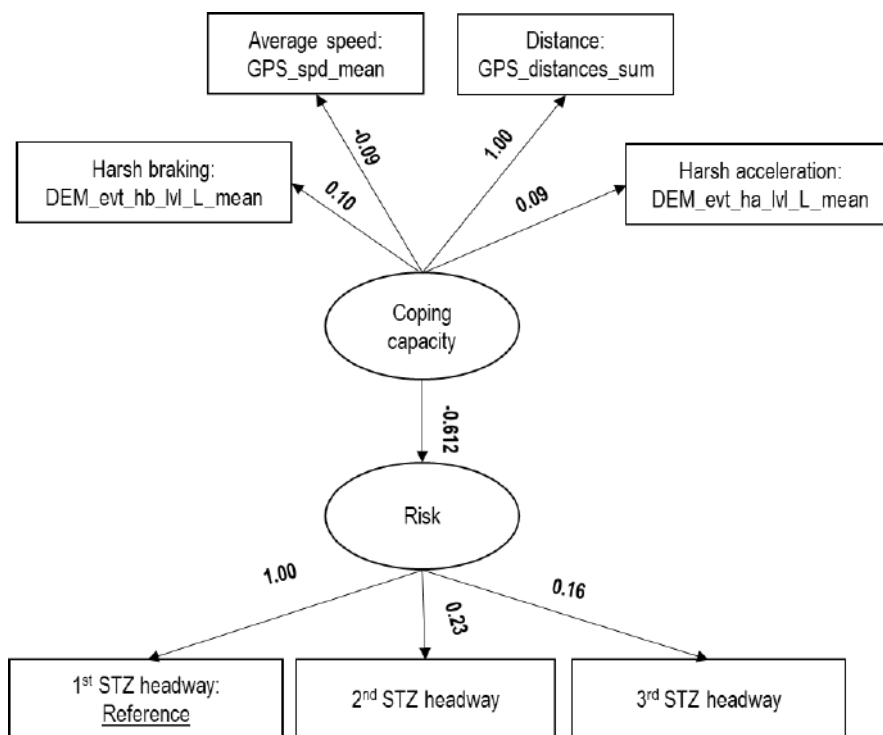 Average speed:
GPS_spd_mean
Distance:
GPS_distances_sum
Harsh braking:
DEM_evt_hb_lvl_L_mean
Harsh acceleration:
DEM_evt_ha_lvl_L_mean
-0.09
1.00
0.10
0.09
Coping
capacity
-0.612
Risk
1.00
0.23
0.16
1st STZ headway:
Reference
2nd STZ headway
3rd STZ headway